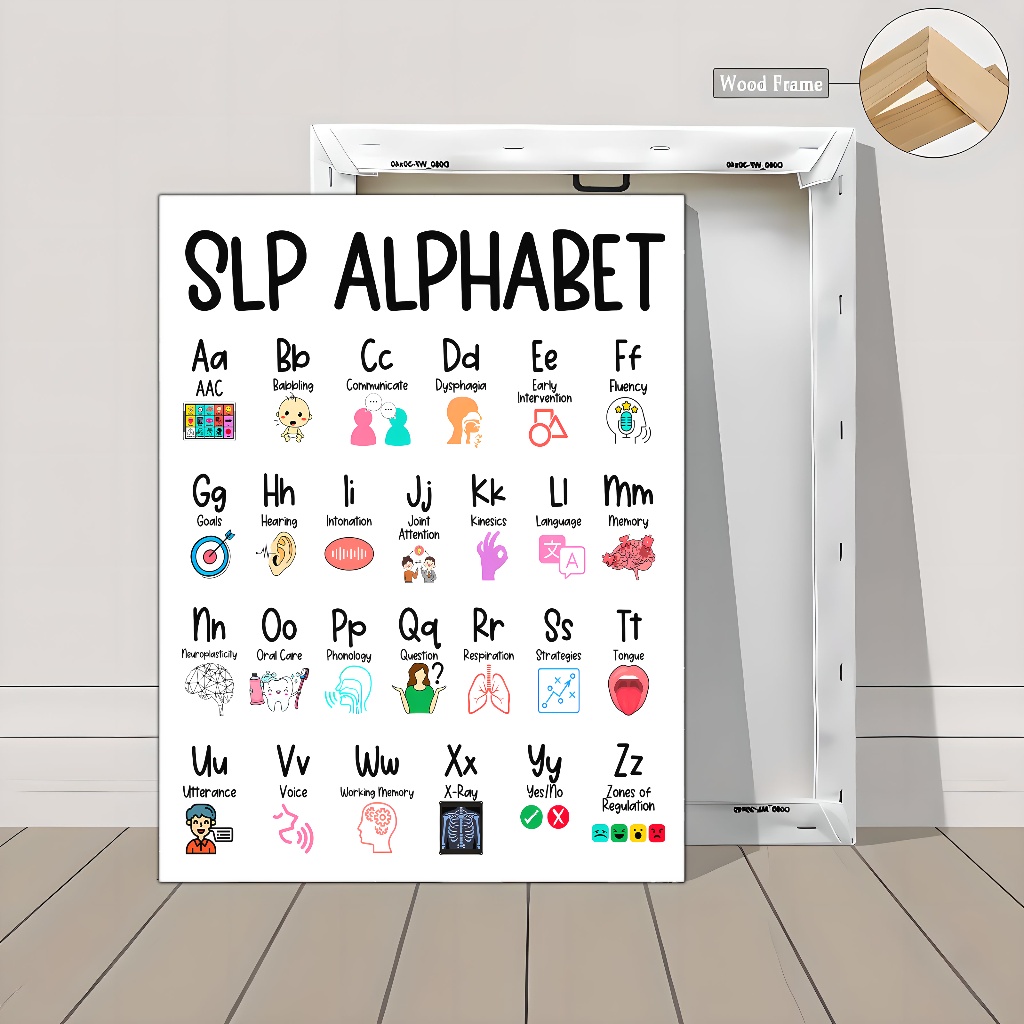 Wood Frame
SLP ALPHABET
Aa Bb Cc Dd Ee Ff
AAC Babbling Communicate Dysphagia Early Intervention Fluency
Gg Hh Ii Jj Kk Ll Mm
Goals Hearing Intonation Joint Attention Kinesics Language Memory
文 A
Nn Oo Pp Qq Rr Ss Tt
Neuroplasticity Oral Care Phonology Question Respiration Strategies Tongue
?
Uu Vv Ww Xx Yy Zz
Utterance Voice Working Memory X-Ray Yes/No Zones of
Regulation